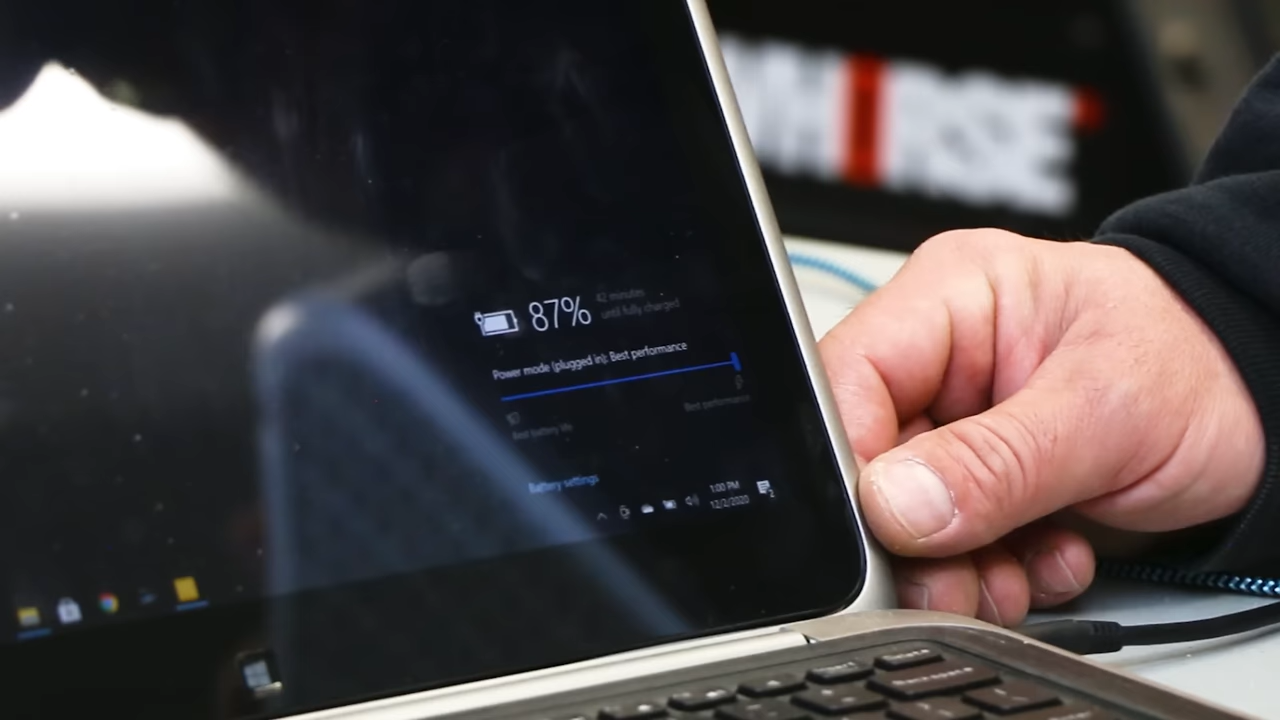 87%
42 minutes
until fully charged
Power mode (plugged in): Best performance
Best battery life
Best performance
Battery settings
1:00 PM
12/2/2020
2